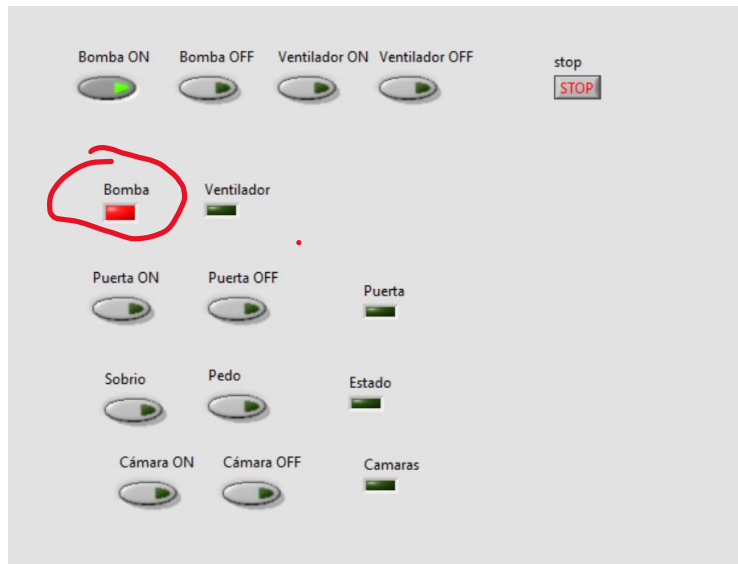 Bomba ON Bomba OFF Ventilador ON Ventilador OFF stop
STOP
Bomba Ventilador
Puerta ON Puerta OFF Puerta
Sobrio Pedo Estado
Cámara ON Cámara OFF Camaras